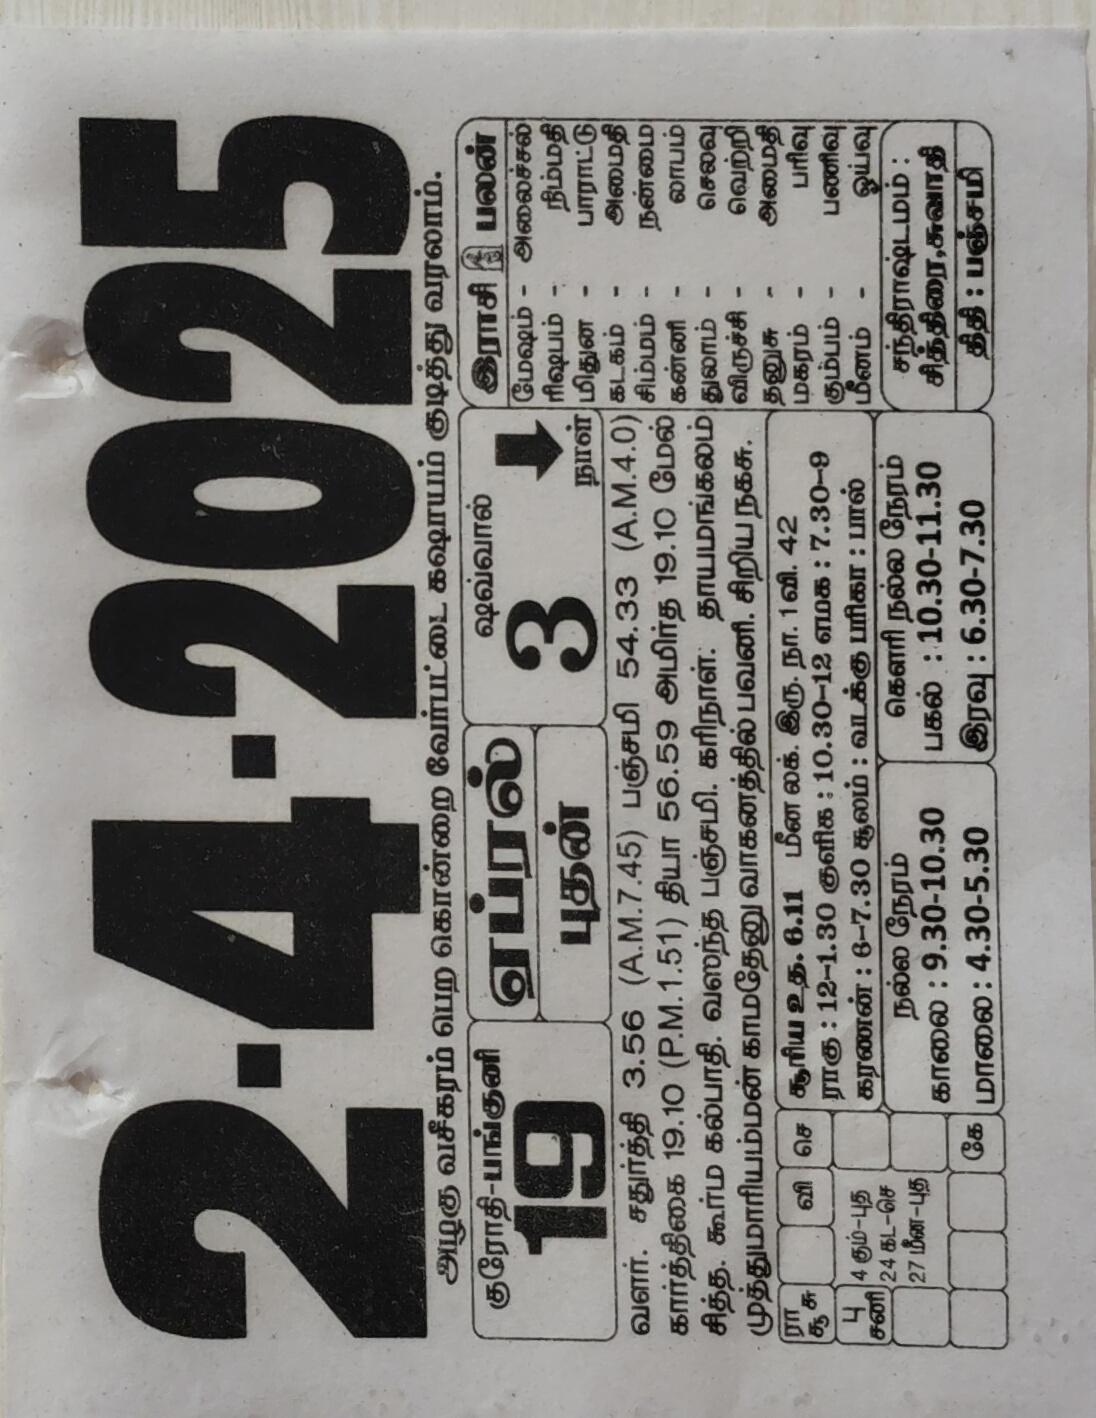 2-4-2025
அழகு வசீகரம் பெற கொன்றை வேர்பட்டை கஷாயம் குடித்து வரலாம்.
குரோதி-பங்குனி
19
ஏப்ரல்
புதன்
ஷவ்வால்
3
நாள்
இராசி பலன்
மேஷம் - அலைச்சல்
ரிஷபம் - நிம்மதி
மிதுன - பாராட்டு
கடகம் - அமைதி
சிம்மம் - நன்மை
கன்னி - லாபம்
துலாம் - செலவு
விருச்சி - வெற்றி
தனுசு - அமைதி
மகரம் - பரிவு
கும்பம் - பணிவு
மீனம் - ஓய்வு
சந்திராஷ்டமம் :
சித்திரை,சுவாதி
திதி : பஞ்சமி
வளர். சதுர்த்தி 3.56 (A.M.7.45) பஞ்சமி 54.33 (A.M.4.0)
கார்த்திகை 19.10 (P.M.1.51) தியா 56.59 அமிர்த 19.10 மேல்
சித்த. கூர்ம கல்பாதி. வஸந்த பஞ்சமி. கரிநாள். தாயமங்கலம்
முத்துமாரியம்மன் காமதேனு வாகனத்தில் பவனி. சிறிய நகசு.
சூரிய உத. 6.11 மீன லக். இரு. நா. 1 வி. 42
ராகு : 12-1.30 குளிக : 10.30-12 எமக : 7.30-9
கரணன் : 6-7.30 சூலம் : வடக்கு பரிகா : பால்
ரா சூ சு
வி
செ
பு சனி
4 கும்-புத
24 கட-செ
27 மீன-புத
கே
நல்ல நேரம்
காலை : 9.30-10.30
மாலை : 4.30-5.30
கௌரி நல்ல நேரம்
பகல் : 10.30-11.30
இரவு : 6.30-7.30